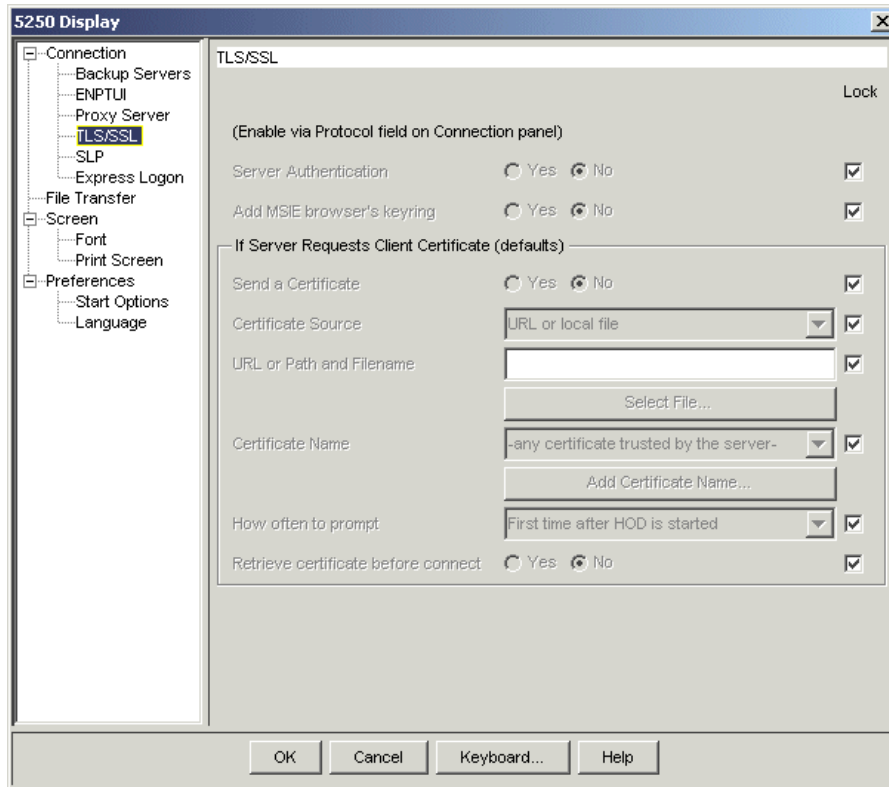 5250 Display
Connection
Backup Servers
ENPTUI
Proxy Server
TLS/SSL
SLP
Express Logon
File Transfer
Screen
Font
Print Screen
Preferences
Start Options
Language
TLS/SSL
Lock
(Enable via Protocol field on Connection panel)
Server Authentication Yes No
Add MSIE browser's keyring Yes No
If Server Requests Client Certificate (defaults)
Send a Certificate Yes No
Certificate Source URL or local file
URL or Path and Filename
Select File...
Certificate Name -any certificate trusted by the server-
Add Certificate Name...
How often to prompt First time after HOD is started
Retrieve certificate before connect Yes No
OK Cancel Keyboard... Help